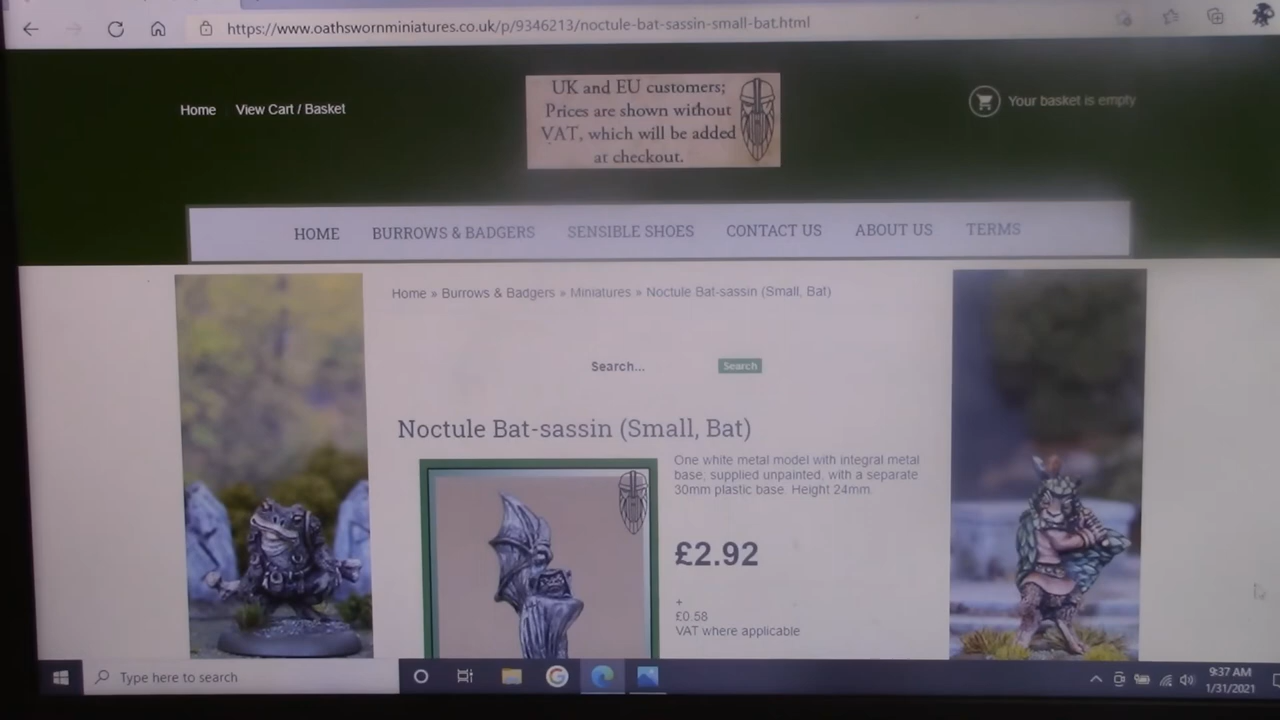 https://www.oathswornminiatures.co.uk/p/9346213/noctule-bat-sassin-small-bat.html
Home
View Cart / Basket
UK and EU customers;
Prices are shown without
VAT, which will be added
at checkout.
Your basket is empty
HOME
BURROWS & BADGERS
SENSIBLE SHOES
CONTACT US
ABOUT US
TERMS
Home » Burrows & Badgers » Miniatures » Noctule Bat-sassin (Small, Bat)
Search...
Search
Noctule Bat-sassin (Small, Bat)
One white metal model with integral metal
base, supplied unpainted, with a separate
30mm plastic base. Height 24mm.
£2.92
+
£0.58
VAT where applicable
Type here to search
9:37 AM
1/31/2021